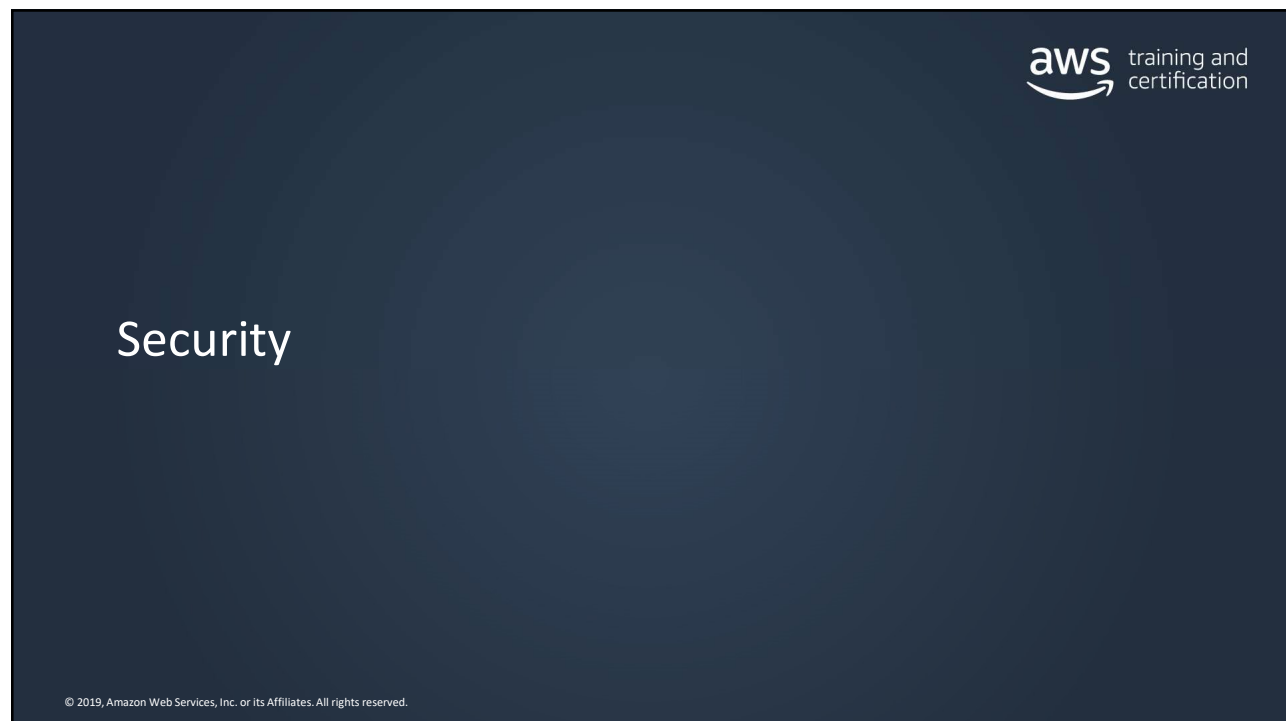 aws training and
certification
Security
© 2019, Amazon Web Services, Inc. or its Affiliates. All rights reserved.